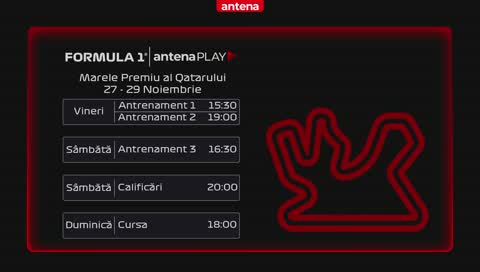 antena
FORMULA 1® antena PLAY
Marele Premiu al Qatarului
27 - 29 Noiembrie
Vineri
Antrenament 1 15:30
Antrenament 2 19:00
Sâmbătă Antrenament 3 16:30
Sâmbătă Calificări 20:00
Duminică Cursa 18:00